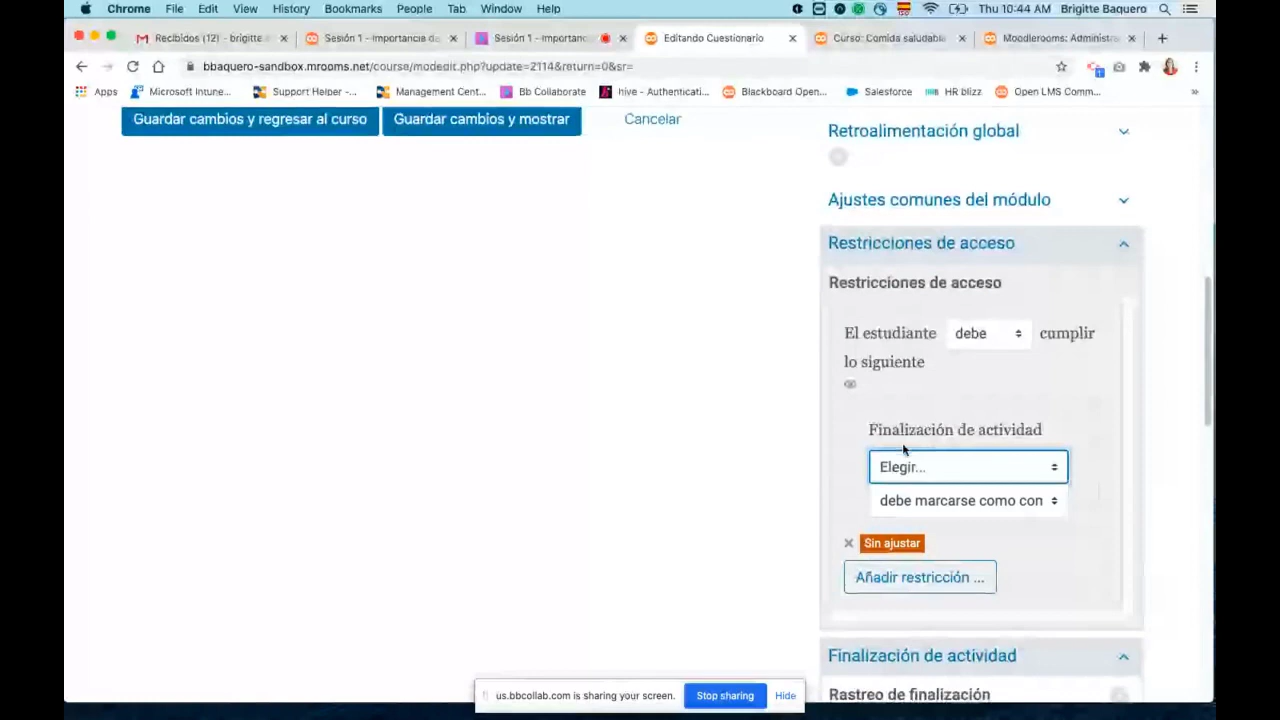 Chrome File Edit View History Bookmarks People Tab Window Help Thu 10:44 AM Brigitte Baquero
Recibidos (12) - brigitte Sesión 1 - Importancia d Sesión 1 - Importanc Editando Cuestionario Curso: Comida saludabl Moodlerooms: Administra
bbaquero-sandbox.mrooms.net/course/modedit.php?update=2114&return=0&sr=
Apps Microsoft Intune... Support Helper -... Management Cent... Bb Collaborate hive - Authenticati... Blackboard Open... Salesforce HR blizz Open LMS Comm... »
Guardar cambios y regresar al curso Guardar cambios y mostrar Cancelar
Retroalimentación global
Ajustes comunes del módulo
Restricciones de acceso
Restricciones de acceso
El estudiante debe cumplir
lo siguiente
Finalización de actividad
Elegir...
debe marcarse como com
Sin ajustar
Añadir restricción ...
Finalización de actividad
Rastreo de finalización
us.bbcollab.com is sharing your screen. Stop sharing Hide